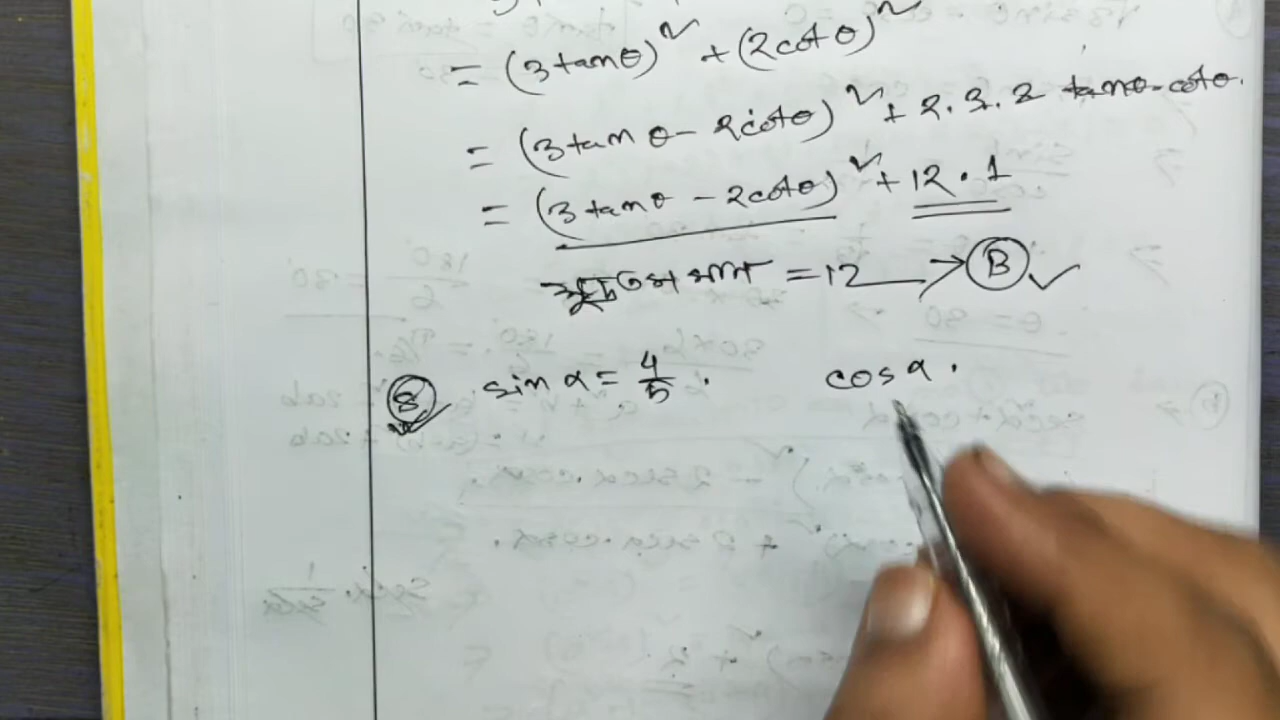 = (3tanθ)² + (2cotθ)²
= (3tanθ - 2cotθ)² + 2.3.2 tanθ.cotθ.
= (3tanθ - 2cotθ)² + 12.1
= 12 → B ✓
8 sin α = 4/5 . cos α .